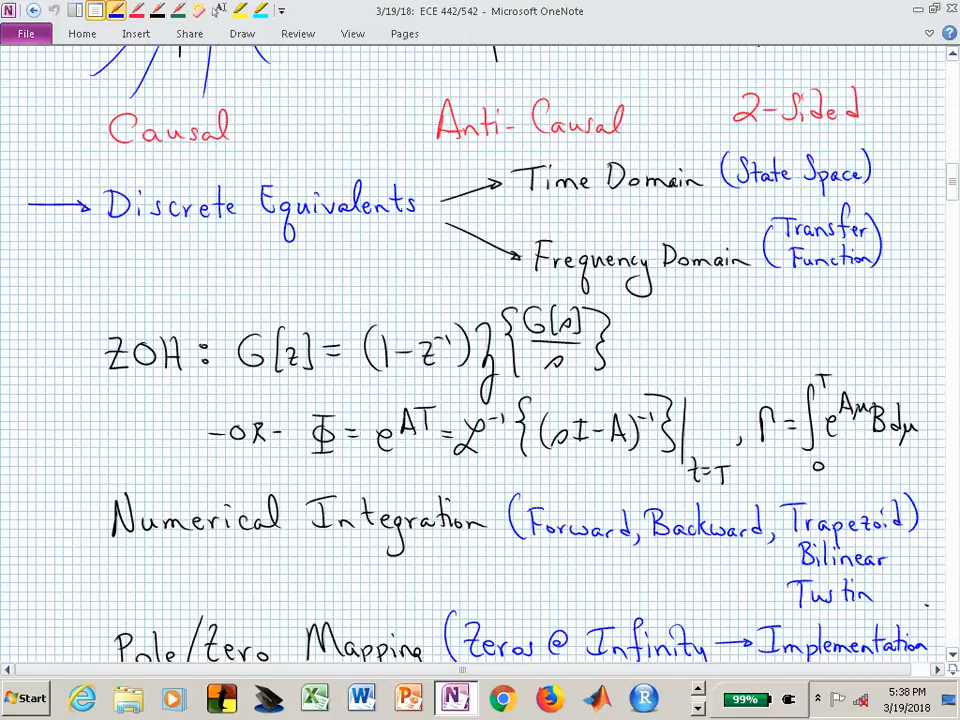 3/19/18: ECE 442/542 - Microsoft OneNote
File Home Insert Share Draw Review View Pages
Causal Anti-Causal 2-Sided
→ Discrete Equivalents
Time Domain (State Space)
Frequency Domain (Transfer Function)
ZOH: G[z] = (1-z⁻¹)𝒵{G[s]/s}
-OR- Φ = e^{AT} = ℒ⁻¹{(sI-A)⁻¹}|_{t=T}, Γ = ∫₀ᵀ e^{Aμ}B dμ
Numerical Integration (Forward, Backward, Trapezoid)
Bilinear
Tustin
Pole/Zero Mapping (Zeros @ Infinity → Implementation
Start
99%
5:38 PM
3/19/2018